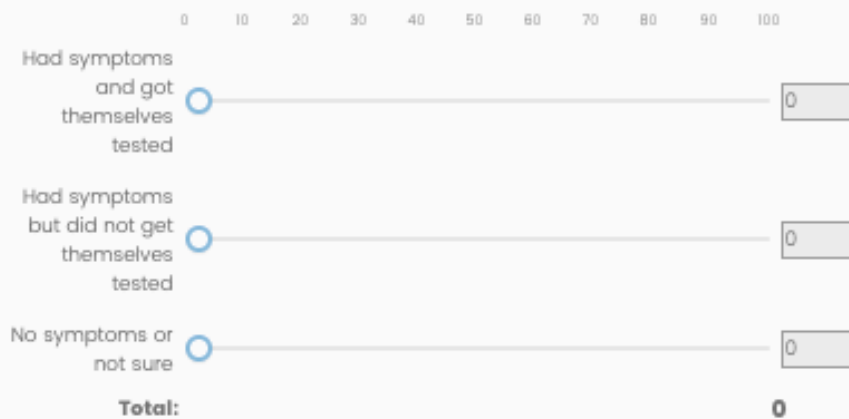 0 10 20 30 40 50 60 70 80 90 100
Had symptoms
and got
themselves
tested
0
Had symptoms
but did not get
themselves
tested
0
No symptoms or
not sure
0
Total: 0